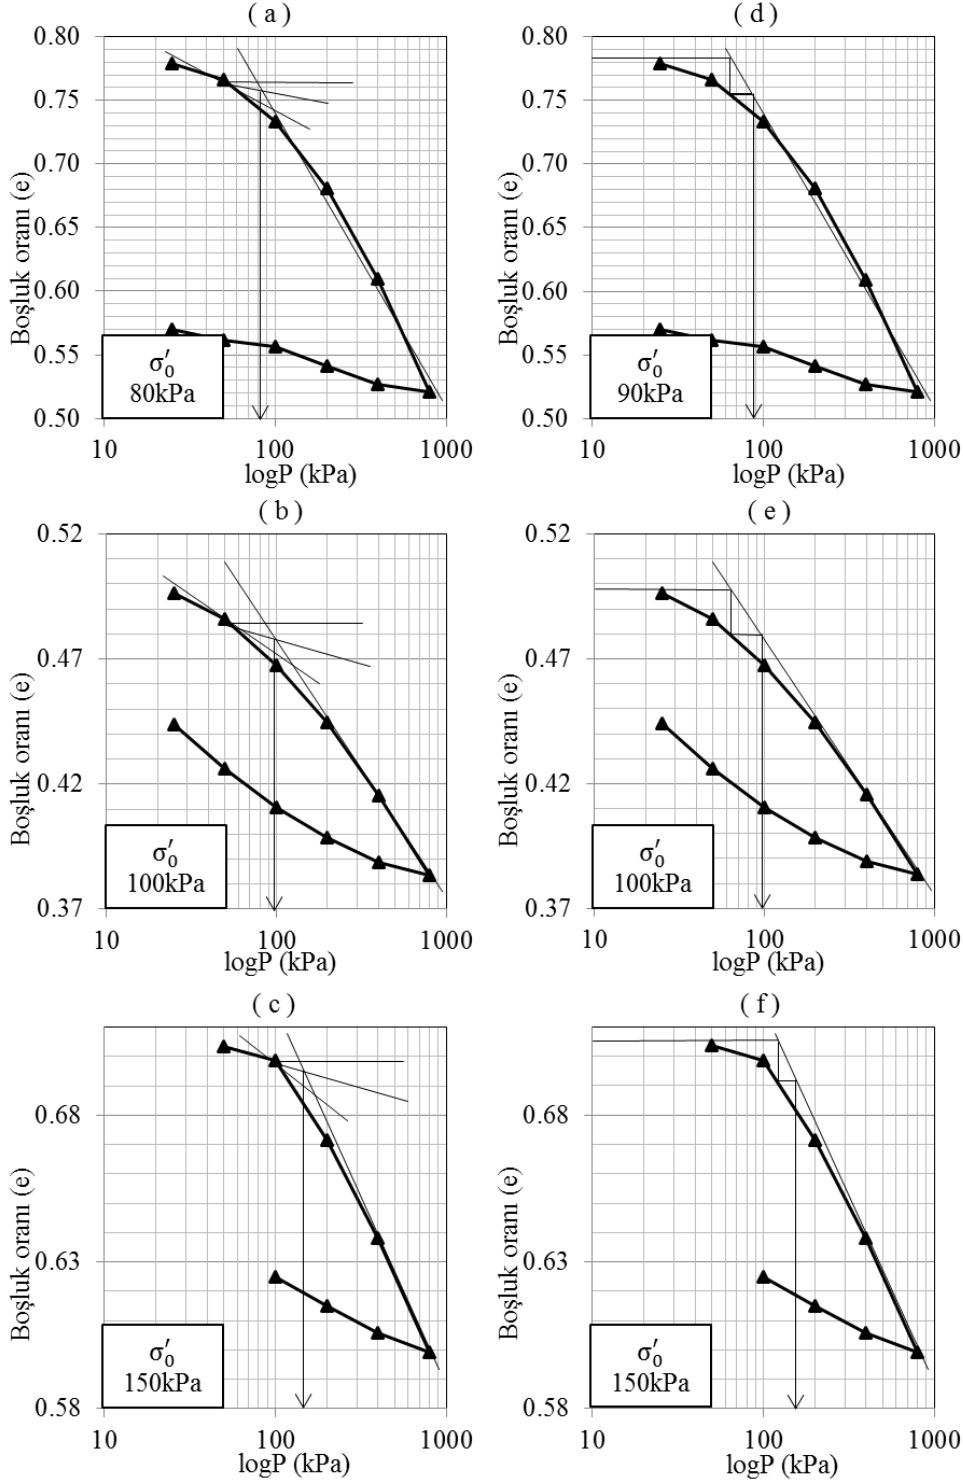 ( a )
0.80
0.75
0.70
0.65
0.60
0.55
0.50
Boşluk oranı (e)
σ′0
80kPa
10
100
1000
logP (kPa)
( d )
0.80
0.75
0.70
0.65
0.60
0.55
0.50
Boşluk oranı (e)
σ′0
90kPa
10
100
1000
logP (kPa)
( b )
0.52
0.47
0.42
0.37
Boşluk oranı (e)
σ′0
100kPa
10
100
1000
logP (kPa)
( e )
0.52
0.47
0.42
0.37
Boşluk oranı (e)
σ′0
100kPa
10
100
1000
logP (kPa)
( c )
0.68
0.63
0.58
Boşluk oranı (e)
σ′0
150kPa
10
100
1000
logP (kPa)
( f )
0.68
0.63
0.58
Boşluk oranı (e)
σ′0
150kPa
10
100
1000
logP (kPa)